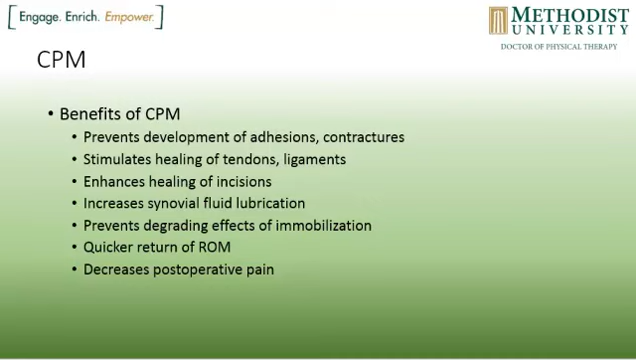 [Engage. Enrich. Empower.]
METHODIST
UNIVERSITY
DOCTOR OF PHYSICAL THERAPY
CPM
• Benefits of CPM
• Prevents development of adhesions, contractures
• Stimulates healing of tendons, ligaments
• Enhances healing of incisions
• Increases synovial fluid lubrication
• Prevents degrading effects of immobilization
• Quicker return of ROM
• Decreases postoperative pain